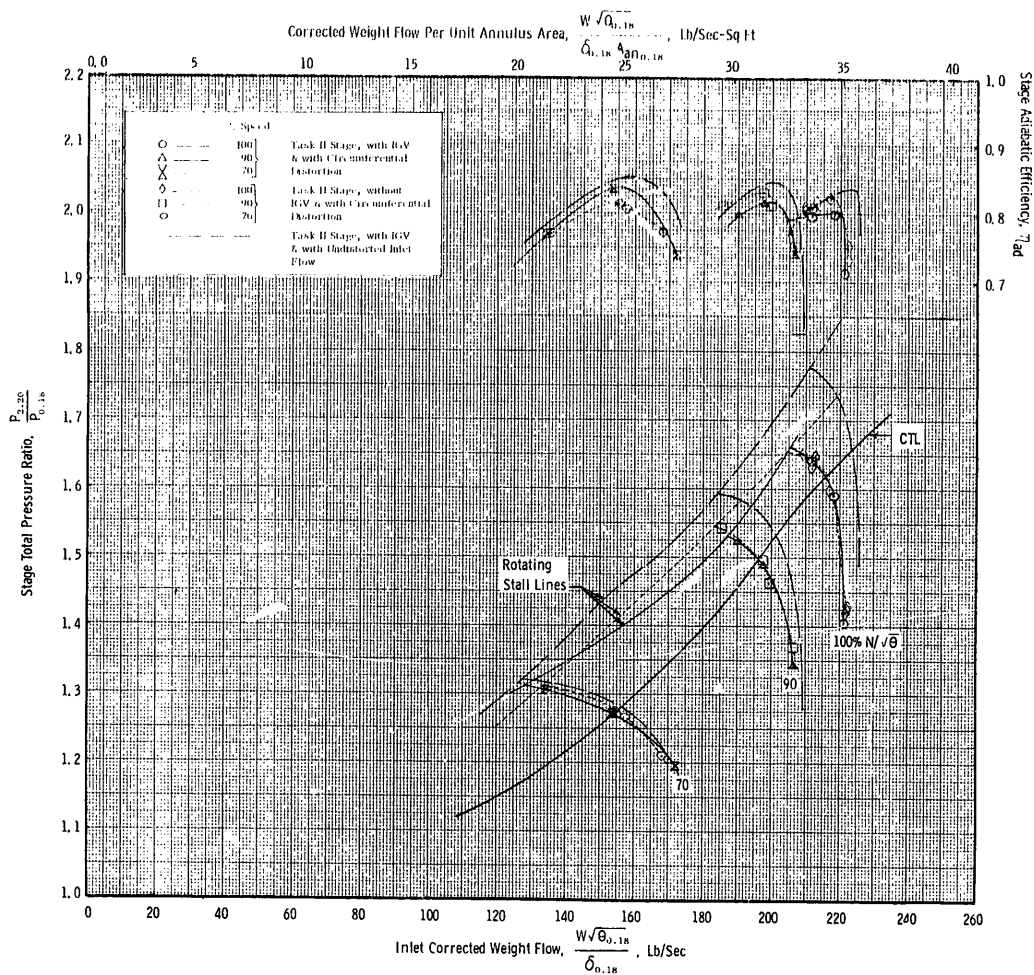 Corrected Weight Flow Per Unit Annulus Area, W√θ0.18 / δ0.18 Aan0.18, Lb/Sec-Sq Ft
0.0 5 10 15 20 25 30 35 40
2.2
2.1
2.0
1.9
1.8
1.7
1.6
1.5
1.4
1.3
1.2
1.1
1.0
Stage Total Pressure Ratio, P2.20 / P0.18
1.0
0.9
0.8
0.7
Stage Adiabatic Efficiency, ηad
% Speed
100 Task II Stage, with IGV
90 & with Circumferential
70 Distortion
100 Task II Stage, without
90 IGV & with Circumferential
70 Distortion
Task II Stage, with IGV
& with Undistorted Inlet
Flow
CTL
Rotating
Stall Lines
100% N/√θ
90
70
0 20 40 60 80 100 120 140 160 180 200 220 240 260
Inlet Corrected Weight Flow, W√θ0.18 / δ0.18, Lb/Sec